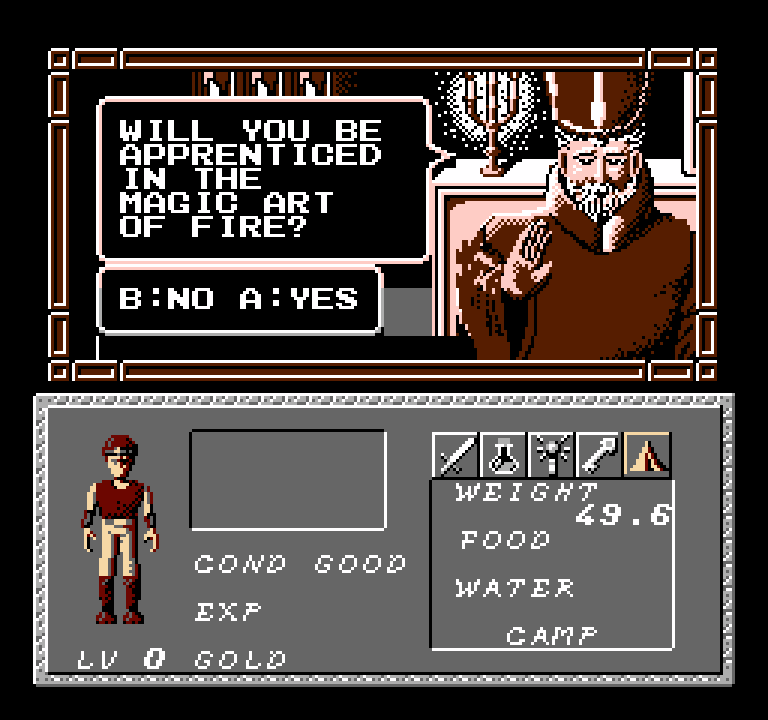 WILL YOU BE
APPRENTICED
IN THE
MAGIC ART
OF FIRE?
B:NO A:YES
WEIGHT
49.6
FOOD
COND GOOD
WATER
EXP
CAMP
LV 0 GOLD